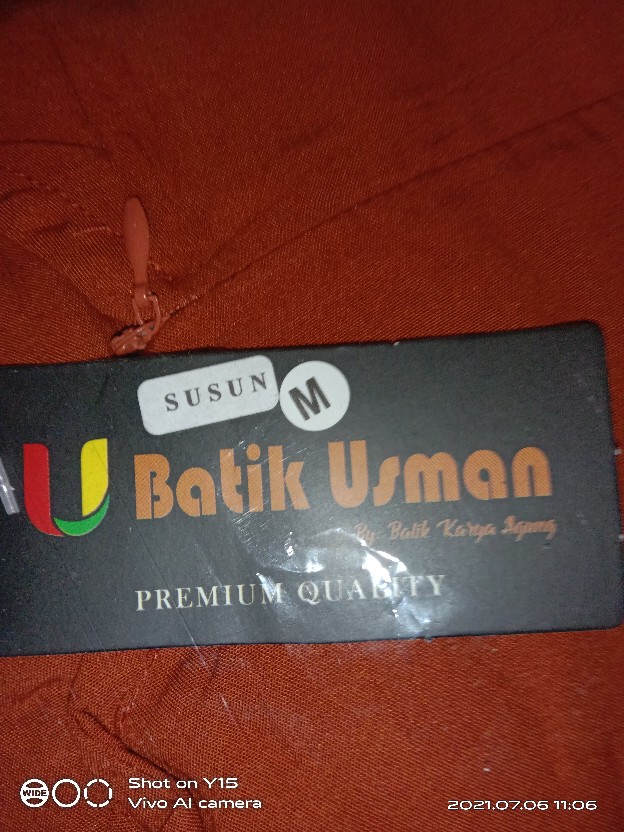 SUSUN
M
Batik Usman
By Batik Karya Agung
PREMIUM QUALITY
WIDE
Shot on Y15
Vivo AI camera
2021.07.06 11:06